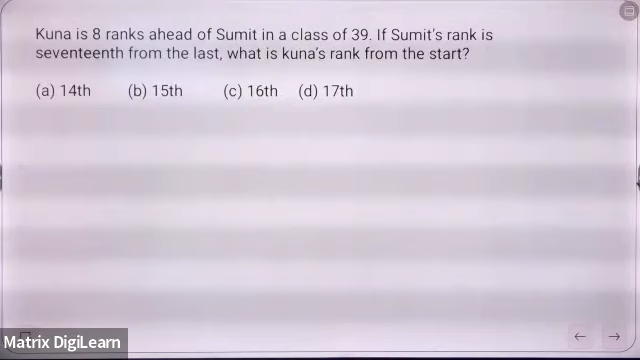 Kuna is 8 ranks ahead of Sumit in a class of 39. If Sumit's rank is
seventeenth from the last, what is kuna's rank from the start?
(a) 14th (b) 15th (c) 16th (d) 17th
Matrix DigiLearn